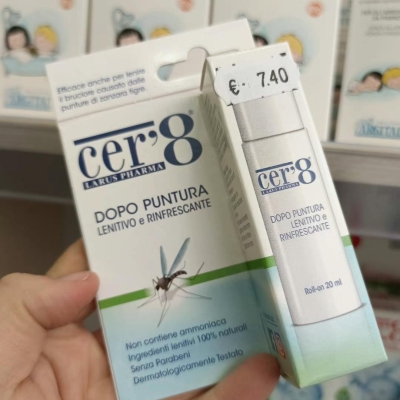 Efficace anche per lenire
il bruciore causato dalle
punture di zanzara tigre.
cer'8®
LARUS PHARMA
DOPO PUNTURA
LENITIVO e RINFRESCANTE
Non contiene ammoniaca
Ingredienti lenitivi 100% naturali
Senza Parabeni
Dermatologicamente Testato
€. 7.40
cer'8
LARUS PHARMA
DOPO PUNTURA
LENITIVO e
RINFRESCANTE
Roll-on 20 ml